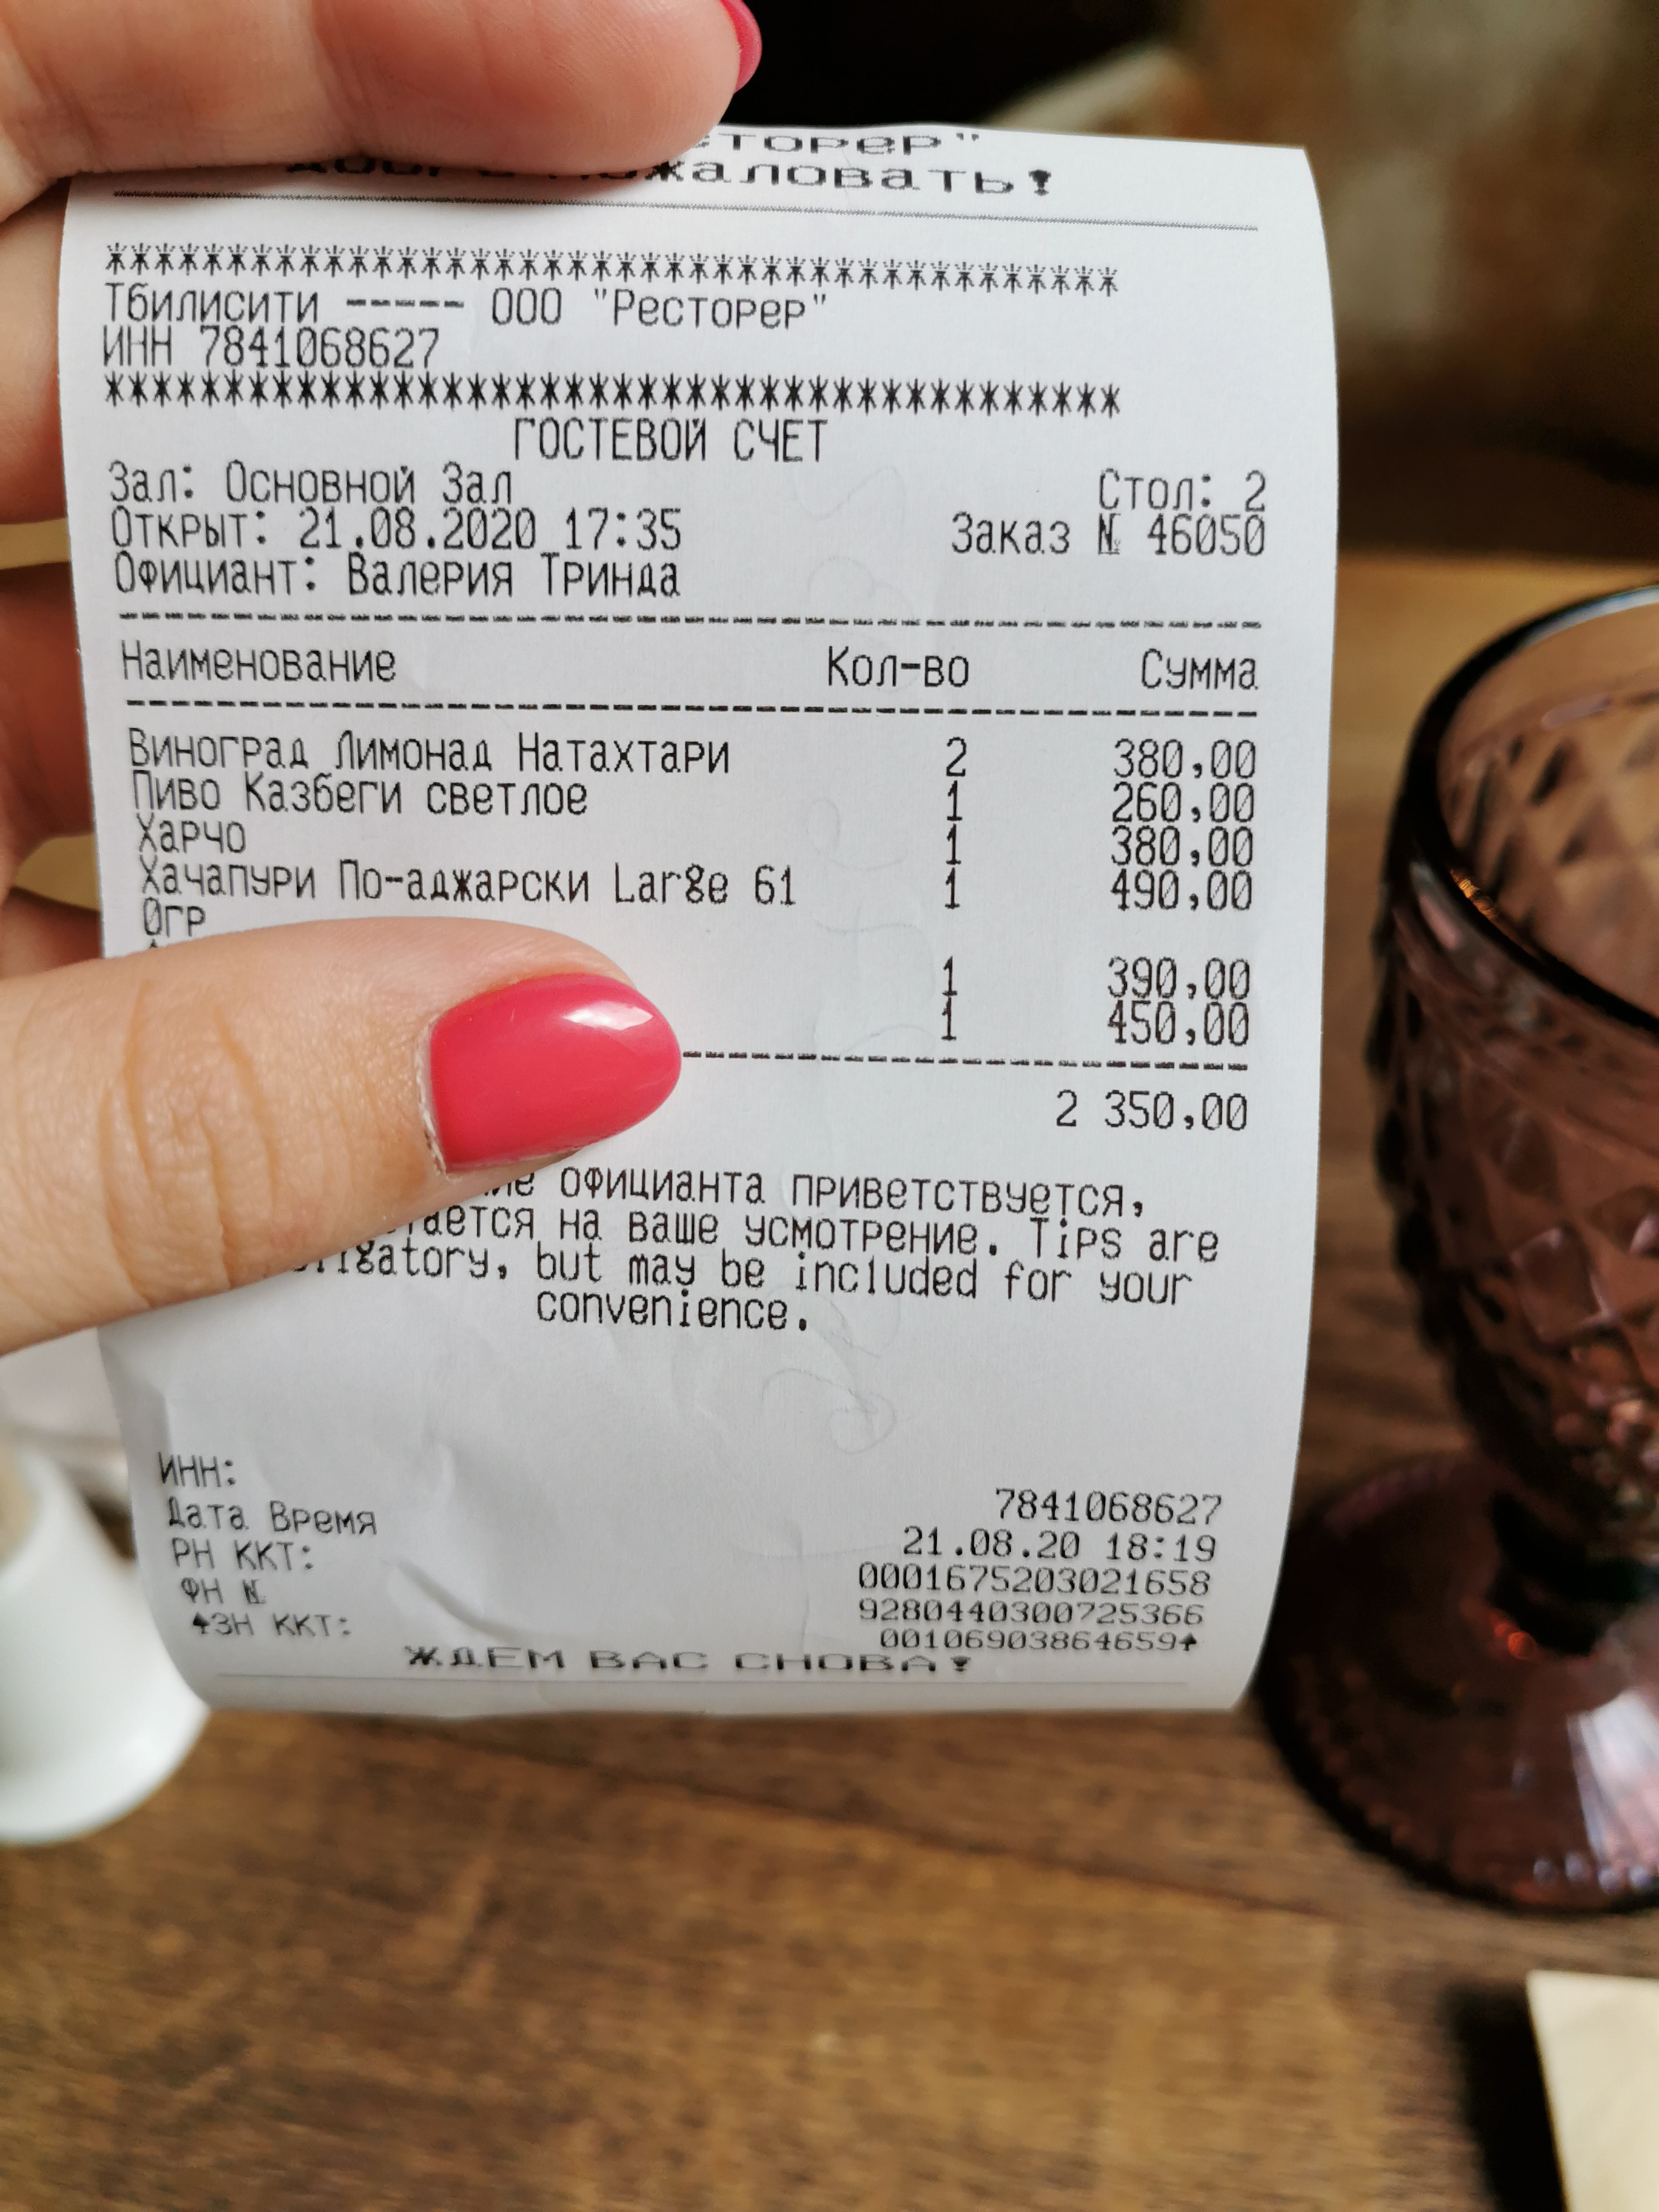 пожаловать!
****************************************
Тбилисити ----- ООО "Ресторер"
ИНН 7841068627
****************************************
ГОСТЕВОЙ СЧЕТ
Зал: Основной Зал Стол: 2
Открыт: 21.08.2020 17:35 Заказ № 46050
Официант: Валерия Тринда
Наименование Кол-во Сумма
Виноград Лимонад Натахтари 2 380,00
Пиво Казбеги светлое 1 260,00
Харчо 1 380,00
Хачапури По-аджарски Large 61 1 490,00
0гр
1 390,00
1 450,00
2 350,00
официанта приветствуется,
на ваше усмотрение. Tips are
but may be included for your
convenience.
ИНН: 7841068627
Дата Время 21.08.20 18:19
РН ККТ: 0001675203021658
ФН № 9280440300725366
ЗН ККТ: 00106903864659
ЖДЕМ ВАС СНОВА!